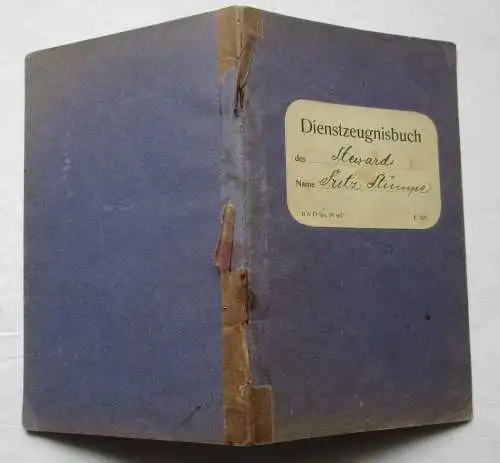 Dienstzeugnisbuch
des Stewards
Name Fritz